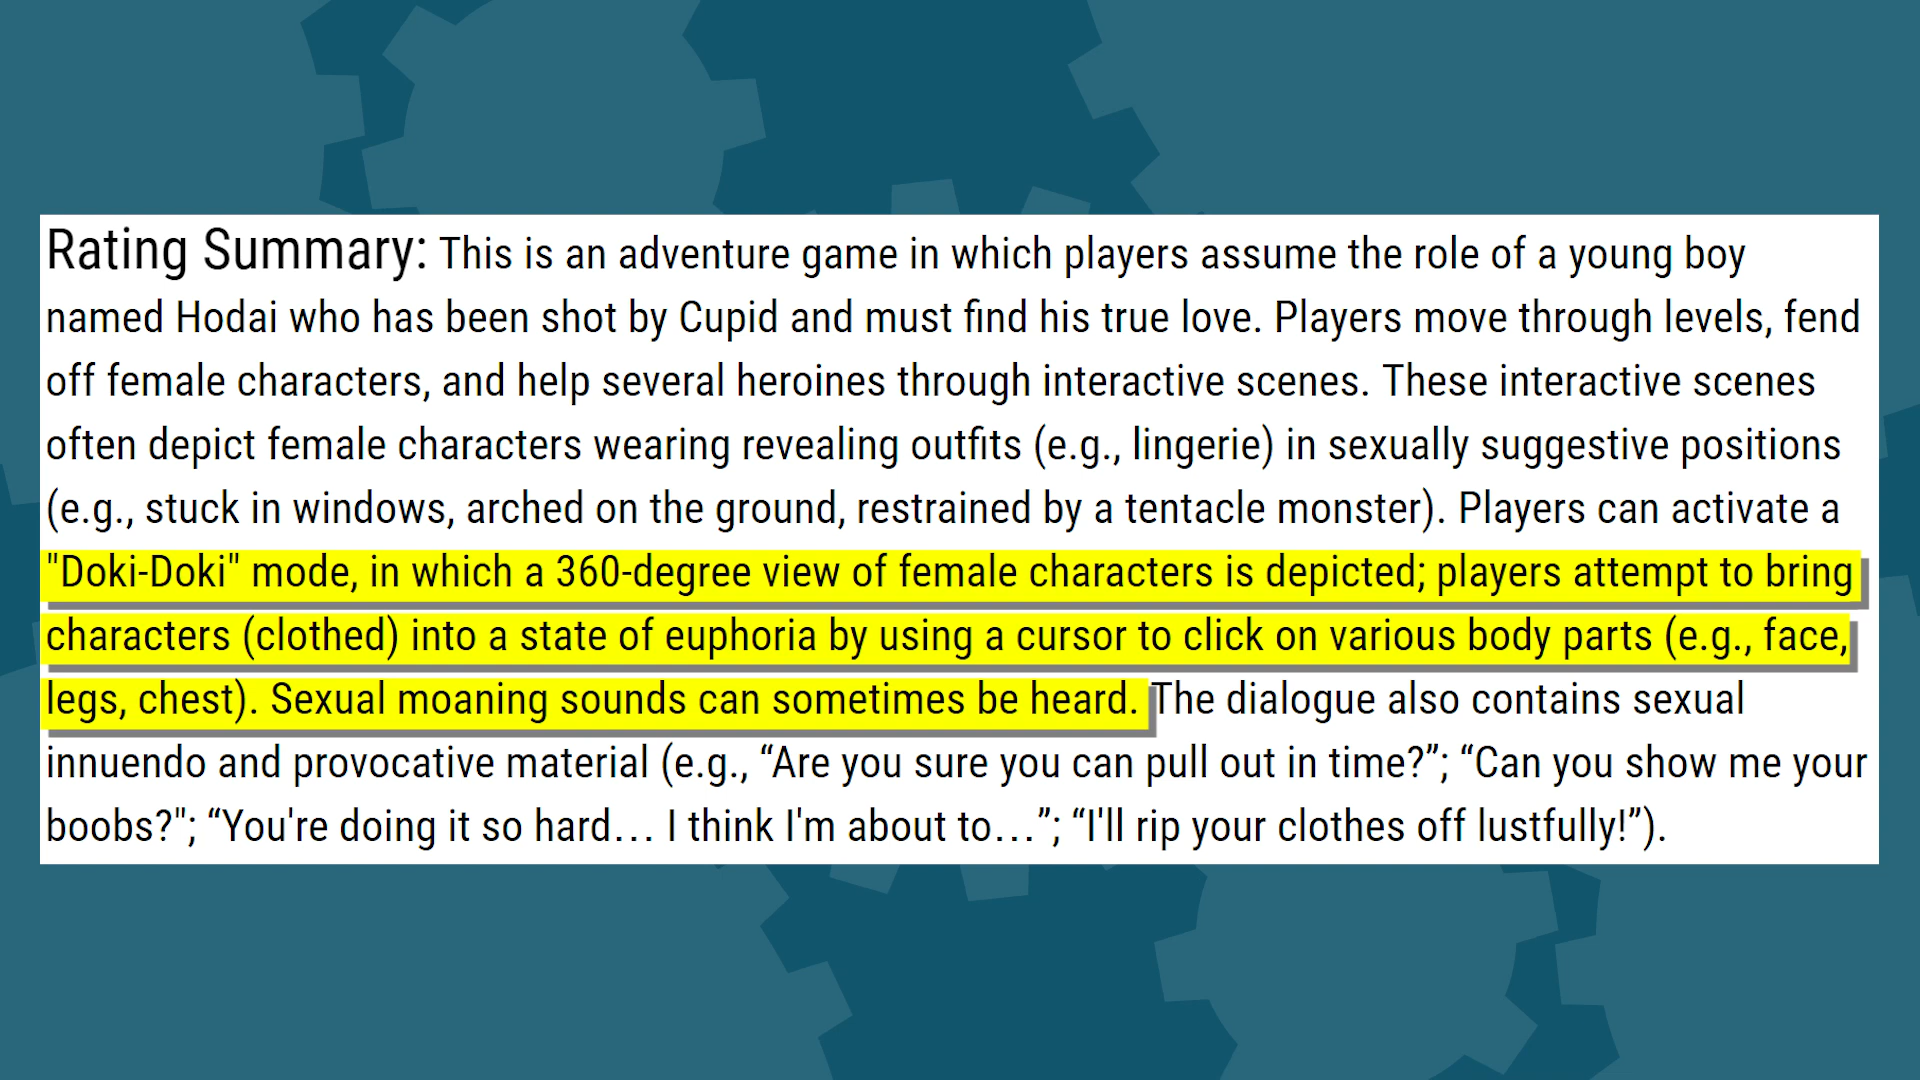 Rating Summary: This is an adventure game in which players assume the role of a young boy
named Hodai who has been shot by Cupid and must find his true love. Players move through levels, fend
off female characters, and help several heroines through interactive scenes. These interactive scenes
often depict female characters wearing revealing outfits (e.g., lingerie) in sexually suggestive positions
(e.g., stuck in windows, arched on the ground, restrained by a tentacle monster). Players can activate a
"Doki-Doki" mode, in which a 360-degree view of female characters is depicted; players attempt to bring
characters (clothed) into a state of euphoria by using a cursor to click on various body parts (e.g., face,
legs, chest). Sexual moaning sounds can sometimes be heard. The dialogue also contains sexual
innuendo and provocative material (e.g., “Are you sure you can pull out in time?”; “Can you show me your
boobs?"; “You're doing it so hard… I think I'm about to…”; “I'll rip your clothes off lustfully!”).